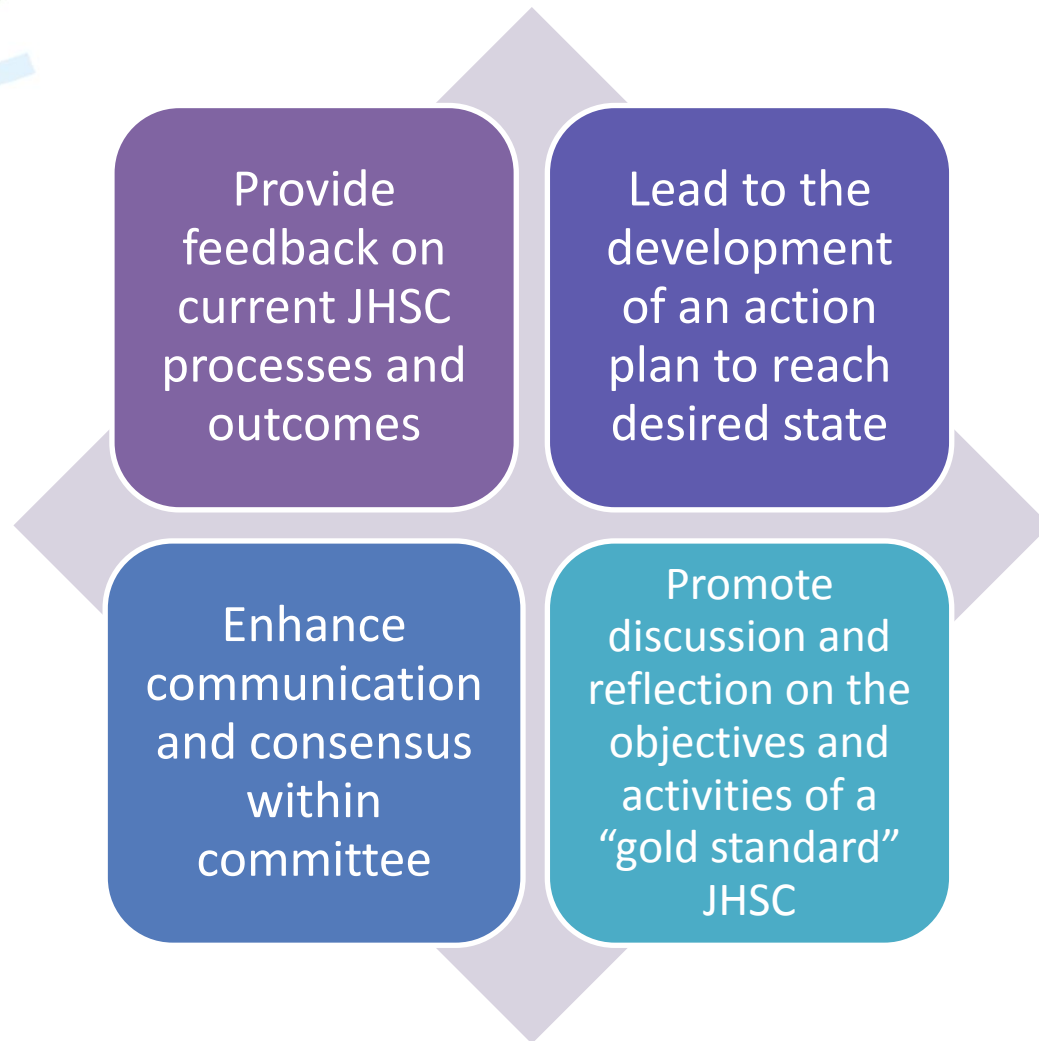 Provide
feedback on
current JHSC
processes and
outcomes
Lead to the
development
of an action
plan to reach
desired state
Enhance
communication
and consensus
within
committee
Promote
discussion and
reflection on the
objectives and
activities of a
“gold standard”
JHSC